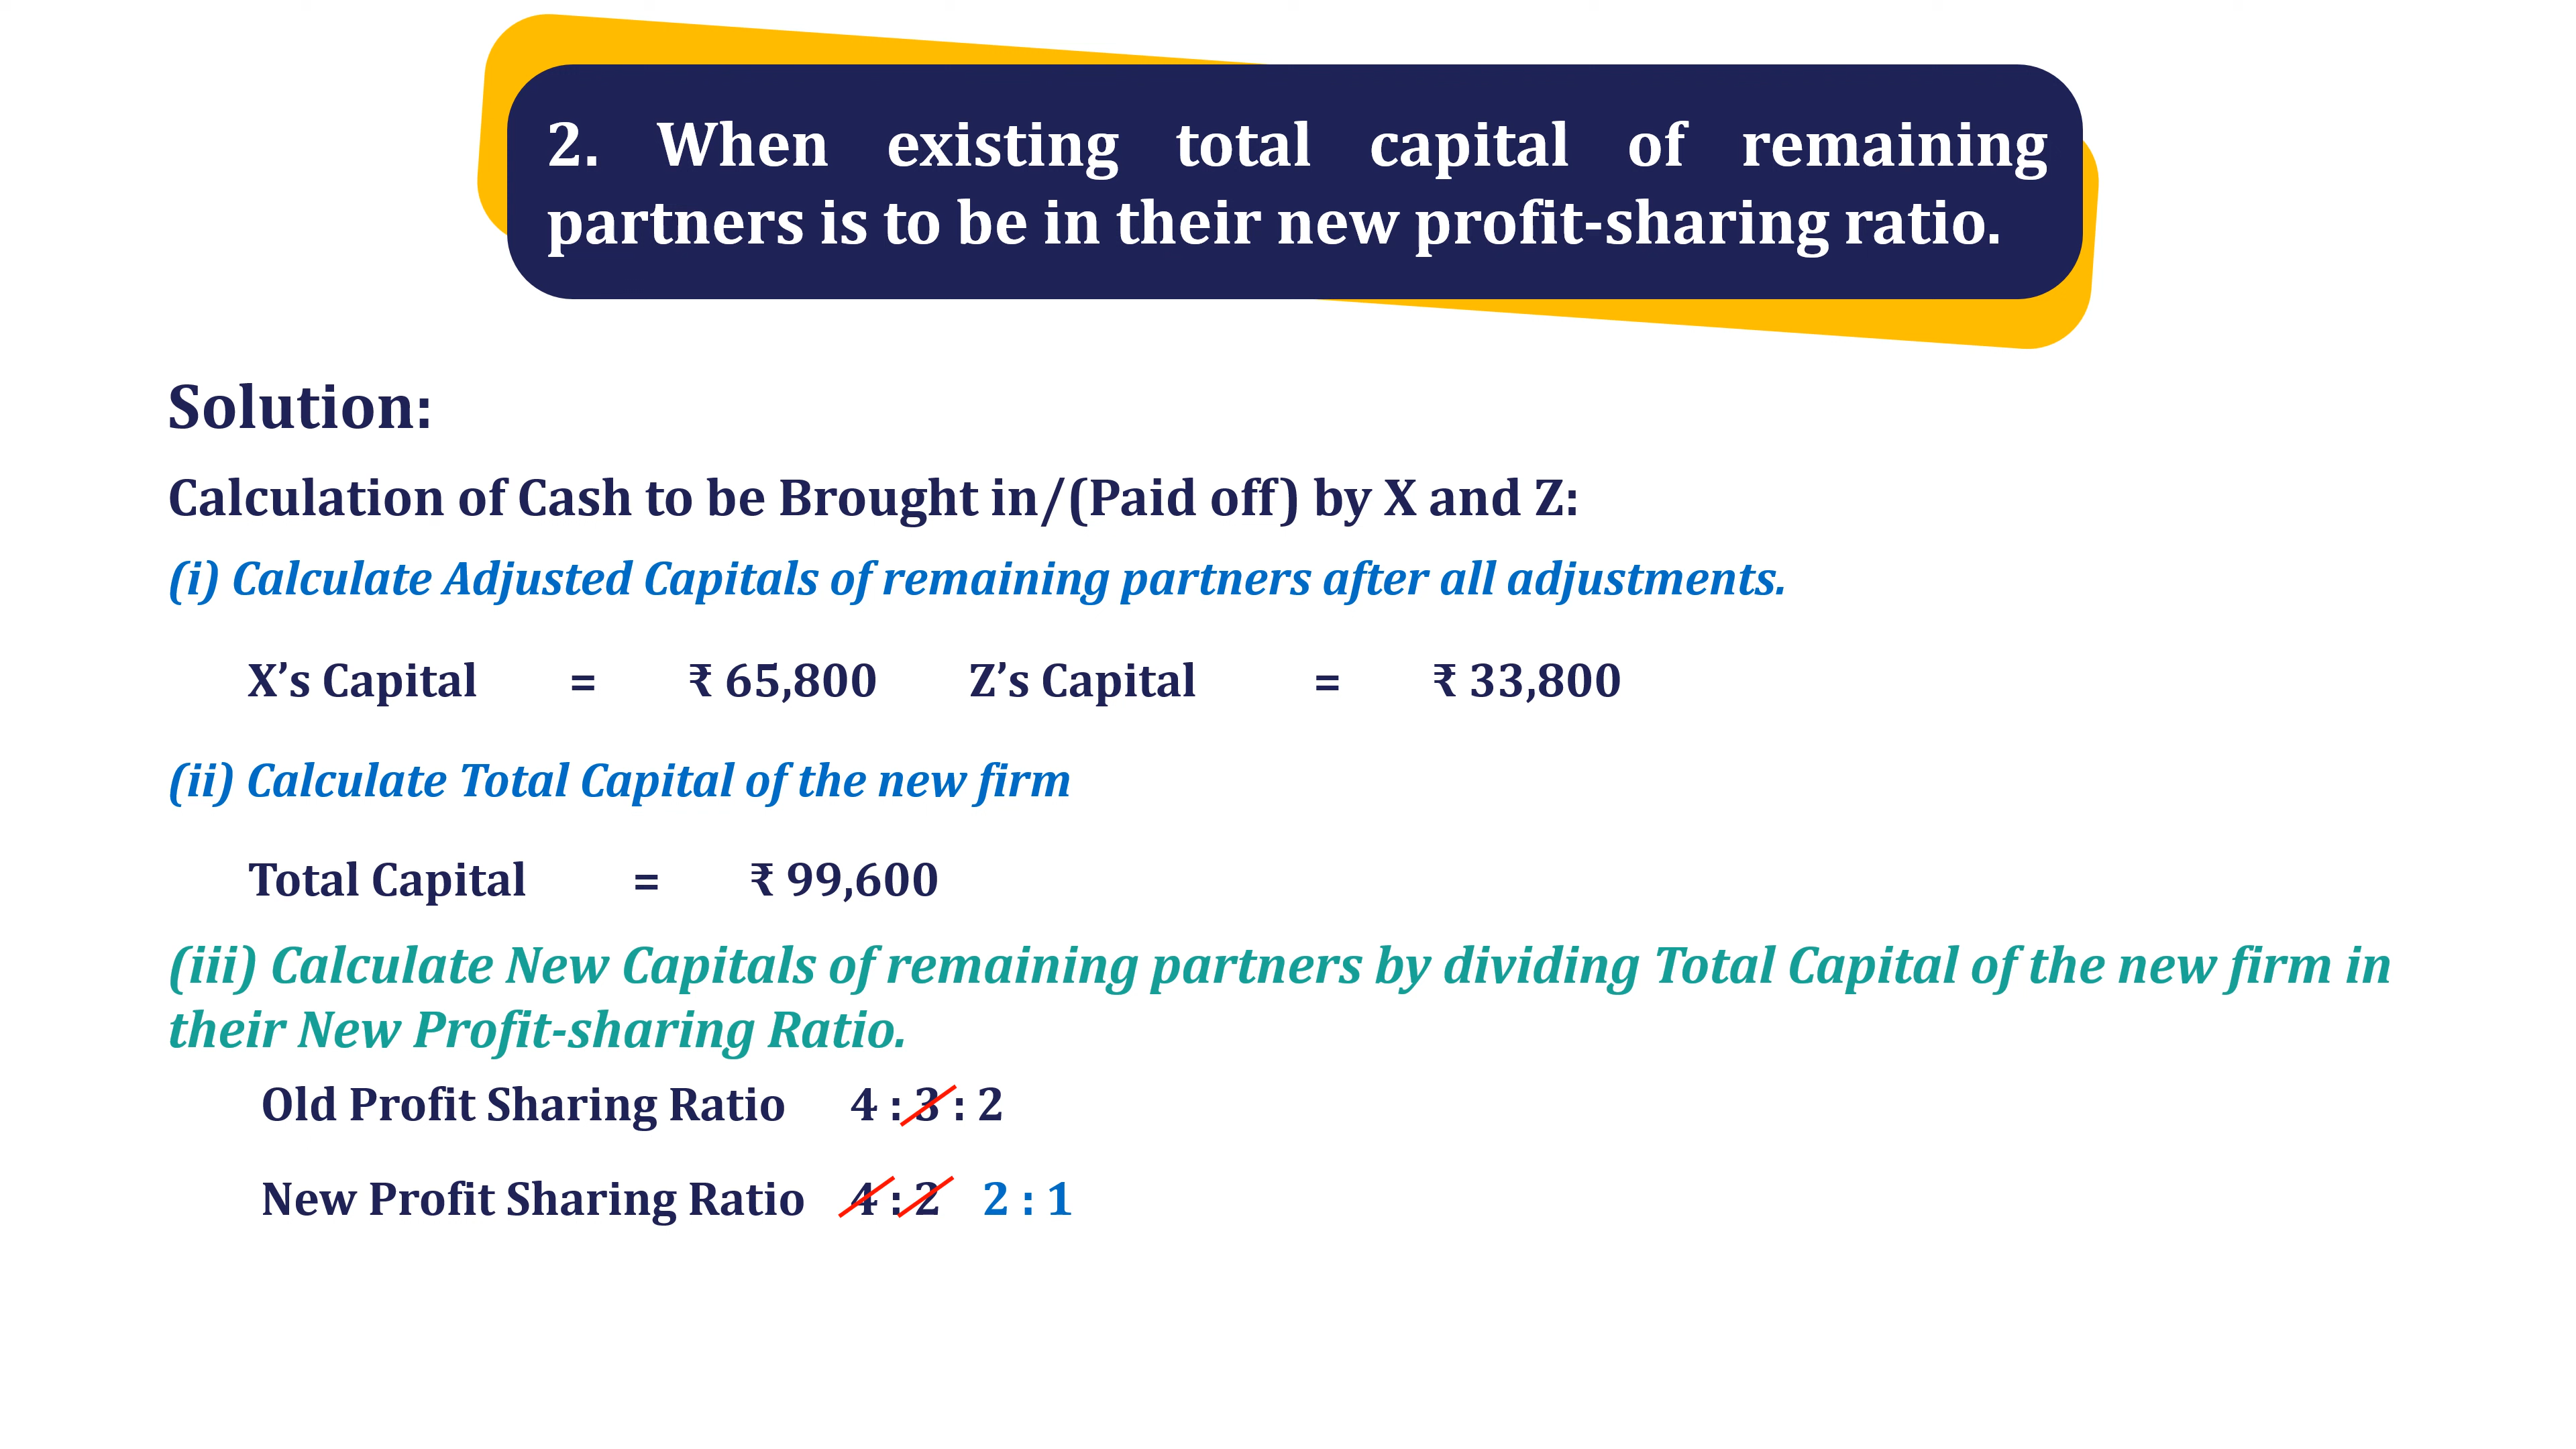 2. When existing total capital of remaining
partners is to be in their new profit-sharing ratio.
Solution:
Calculation of Cash to be Brought in/(Paid off) by X and Z:
(i) Calculate Adjusted Capitals of remaining partners after all adjustments.
X’s Capital = ₹ 65,800 Z’s Capital = ₹ 33,800
(ii) Calculate Total Capital of the new firm
Total Capital = ₹ 99,600
(iii) Calculate New Capitals of remaining partners by dividing Total Capital of the new firm in
their New Profit-sharing Ratio.
Old Profit Sharing Ratio 4 : 3 : 2
New Profit Sharing Ratio 4 : 2 2 : 1